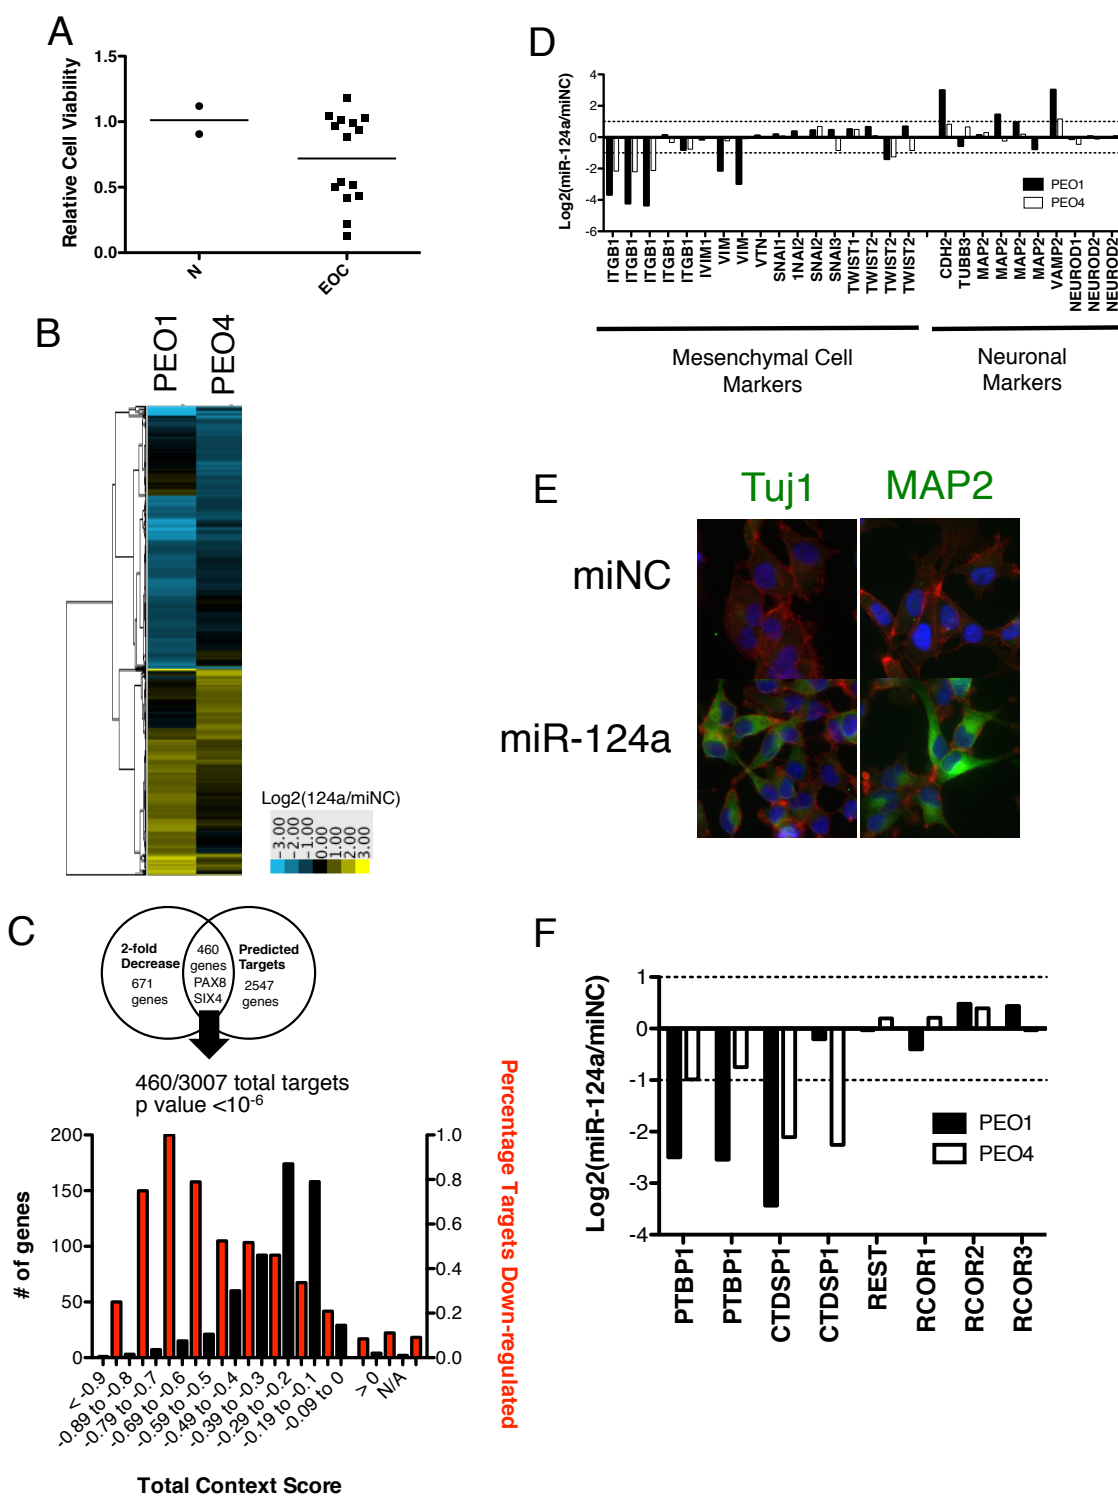 A
1.5
1.0
0.5
0.0
Relative Cell Viability
N
EOC
B
PEO1
PEO4
Log2(124a/miNC)
-3.00
-2.00
-1.00
0.00
1.00
2.00
3.00
C
2-fold
Decrease
671
genes
460
genes
PAX8
SIX4
Predicted
Targets
2547
genes
460/3007 total targets
p value <10-6
200
150
100
50
0
# of genes
1.0
0.8
0.6
0.4
0.2
0.0
Percentage Targets Down-regulated
< -0.9
-0.89 to -0.8
-0.79 to -0.7
-0.69 to -0.6
-0.59 to -0.5
-0.49 to -0.4
-0.39 to -0.3
-0.29 to -0.2
-0.19 to -0.1
-0.09 to 0
> 0
N/A
Total Context Score
D
4
2
0
-2
-4
-6
Log2(miR-124a/miNC)
PEO1
PEO4
ITGB1
ITGB1
ITGB1
ITGB1
ITGB1
IVIM1
VIM
VIM
VTN
SNAI1
1NAI2
SNAI2
SNAI3
TWIST1
TWIST2
TWIST2
TWIST2
CDH2
TUBB3
MAP2
MAP2
MAP2
MAP2
VAMP2
NEUROD1
NEUROD2
NEUROD2
Mesenchymal Cell
Markers
Neuronal
Markers
E
Tuj1
MAP2
miNC
miR-124a
F
1
0
-1
-2
-3
-4
Log2(miR-124a/miNC)
PEO1
PEO4
PTBP1
PTBP1
CTDSP1
CTDSP1
REST
RCOR1
RCOR2
RCOR3